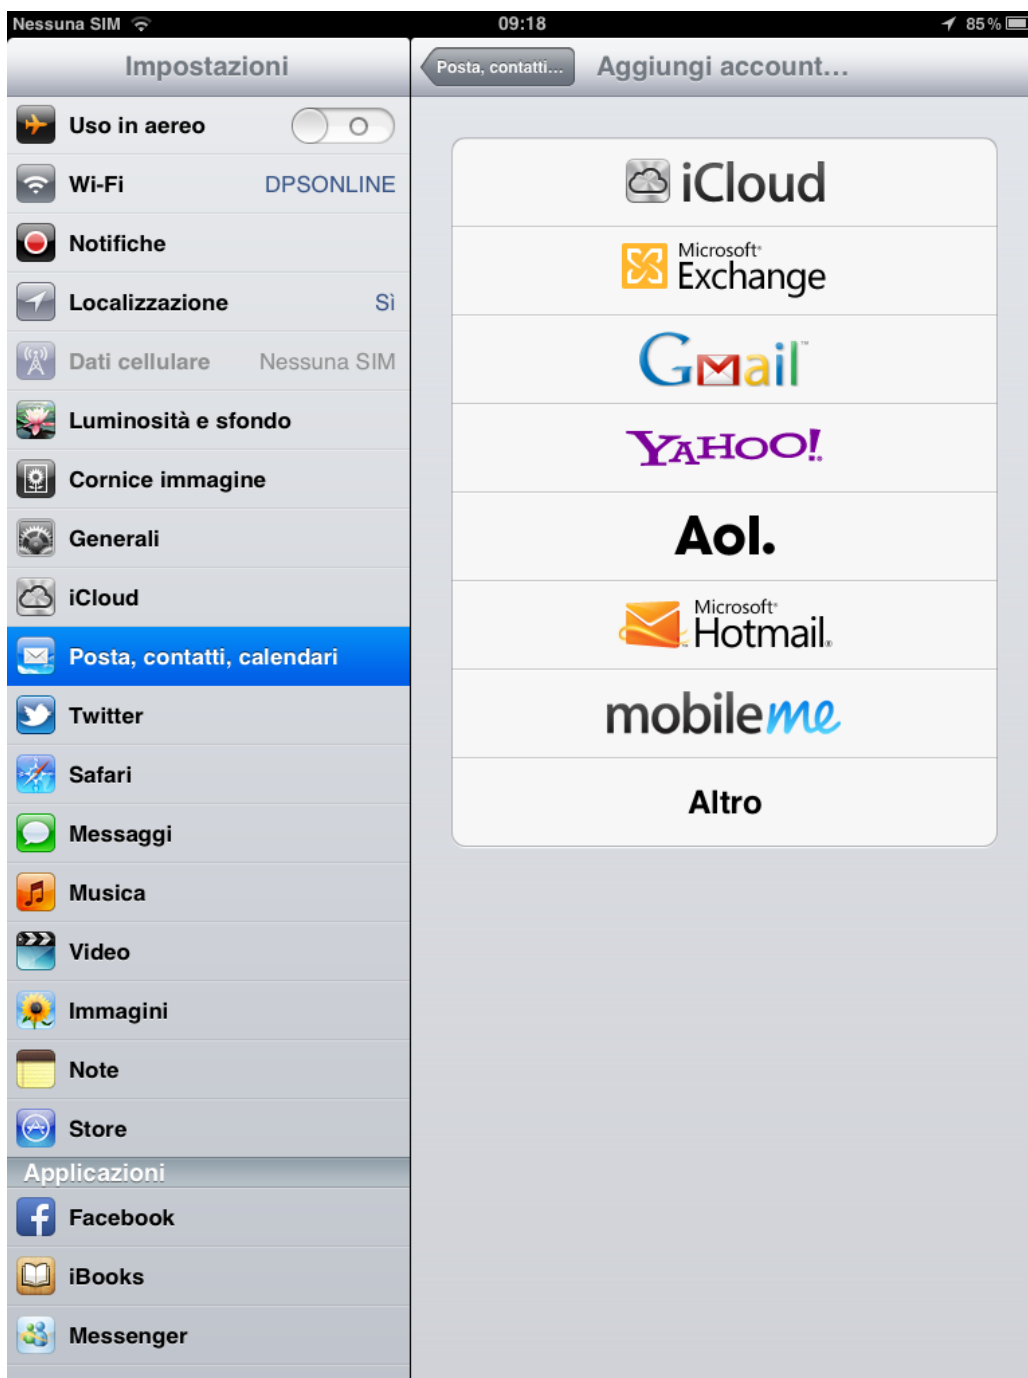 Nessuna SIM 09:18 85%
Impostazioni
Uso in aereo
Wi-Fi DPSONLINE
Notifiche
Localizzazione Sì
Dati cellulare Nessuna SIM
Luminosità e sfondo
Cornice immagine
Generali
iCloud
Posta, contatti, calendari
Twitter
Safari
Messaggi
Musica
Video
Immagini
Note
Store
Applicazioni
Facebook
iBooks
Messenger
Posta, contatti... Aggiungi account...
iCloud
Microsoft®
Exchange
Gmail™
YAHOO!
Aol.
Microsoft®
Hotmail®
mobileme
Altro